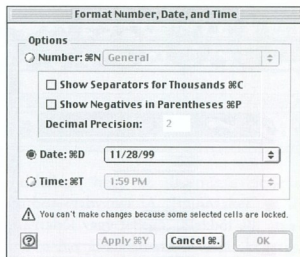 Format Number, Date, and Time
Options
Number: ⌘N General
Show Separators for Thousands ⌘C
Show Negatives in Parentheses ⌘P
Decimal Precision: 2
Date: ⌘D 11/28/99
Time: ⌘T 1:59 PM
You can't make changes because some selected cells are locked.
? Apply ⌘Y Cancel ⌘. OK